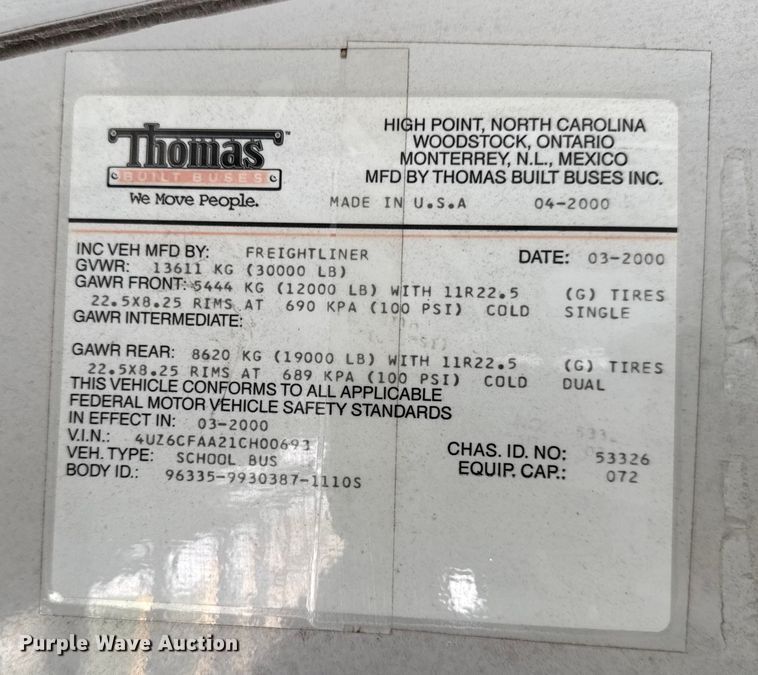 Thomas™
BUILT BUSES
We Move People.
HIGH POINT, NORTH CAROLINA
WOODSTOCK, ONTARIO
MONTERREY, N.L., MEXICO
MFD BY THOMAS BUILT BUSES INC.
MADE IN U.S.A 04-2000
INC VEH MFD BY: FREIGHTLINER DATE: 03-2000
GVWR: 13611 KG (30000 LB)
GAWR FRONT: 5444 KG (12000 LB) WITH 11R22.5 (G) TIRES
22.5X8.25 RIMS AT 690 KPA (100 PSI) COLD SINGLE
GAWR INTERMEDIATE:
GAWR REAR: 8620 KG (19000 LB) WITH 11R22.5 (G) TIRES
22.5X8.25 RIMS AT 689 KPA (100 PSI) COLD DUAL
THIS VEHICLE CONFORMS TO ALL APPLICABLE
FEDERAL MOTOR VEHICLE SAFETY STANDARDS
IN EFFECT IN: 03-2000
V.I.N.: 4UZ6CFAA21CH00693
VEH. TYPE: SCHOOL BUS CHAS. ID. NO: 53326
BODY ID.: 96335-9930387-1110S EQUIP. CAP.: 072
Purple Wave Auction